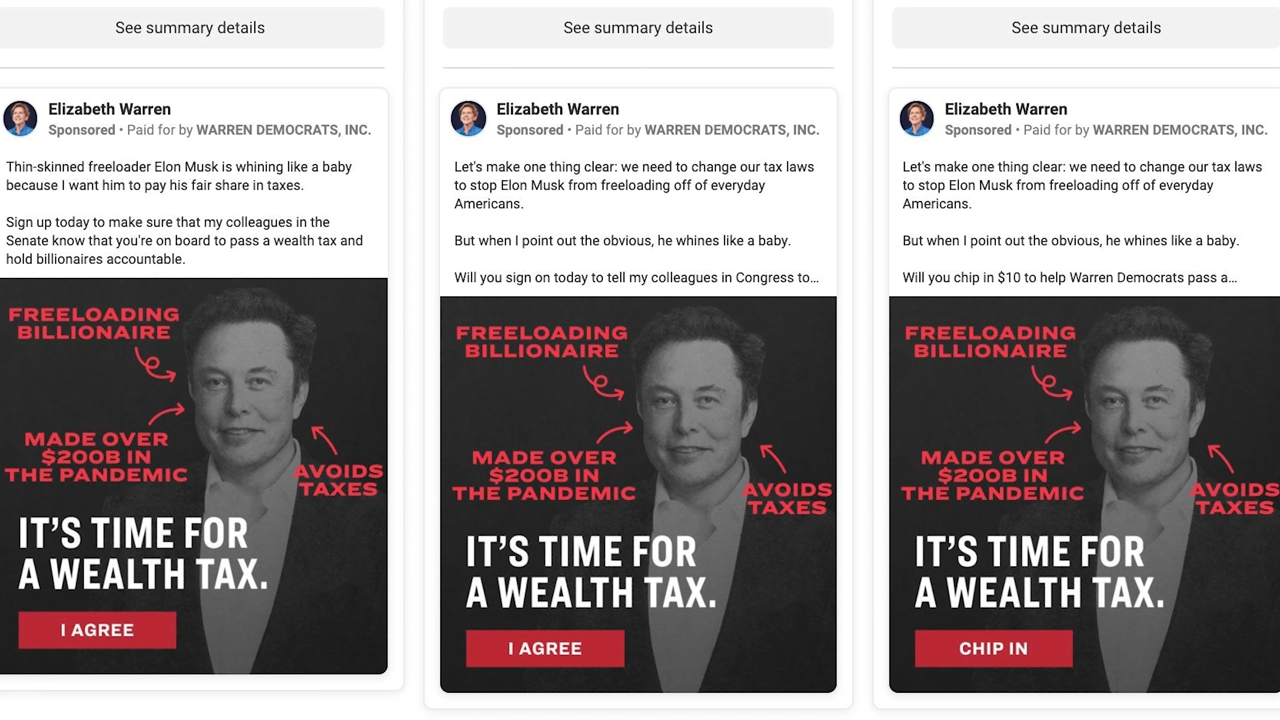 See summary details
Elizabeth Warren
Sponsored • Paid for by WARREN DEMOCRATS, INC.
Thin-skinned freeloader Elon Musk is whining like a baby
because I want him to pay his fair share in taxes.
Sign up today to make sure that my colleagues in the
Senate know that you're on board to pass a wealth tax and
hold billionaires accountable.
FREELOADING
BILLIONAIRE
MADE OVER
$200B IN
THE PANDEMIC
AVOIDS
TAXES
IT'S TIME FOR
A WEALTH TAX.
I AGREE
See summary details
Elizabeth Warren
Sponsored • Paid for by WARREN DEMOCRATS, INC.
Let's make one thing clear: we need to change our tax laws
to stop Elon Musk from freeloading off of everyday
Americans.
But when I point out the obvious, he whines like a baby.
Will you sign on today to tell my colleagues in Congress to...
FREELOADING
BILLIONAIRE
MADE OVER
$200B IN
THE PANDEMIC
AVOIDS
TAXES
IT'S TIME FOR
A WEALTH TAX.
I AGREE
See summary details
Elizabeth Warren
Sponsored • Paid for by WARREN DEMOCRATS, INC.
Let's make one thing clear: we need to change our tax laws
to stop Elon Musk from freeloading off of everyday
Americans.
But when I point out the obvious, he whines like a baby.
Will you chip in $10 to help Warren Democrats pass a...
FREELOADING
BILLIONAIRE
MADE OVER
$200B IN
THE PANDEMIC
AVOIDS
TAXES
IT'S TIME FOR
A WEALTH TAX.
CHIP IN